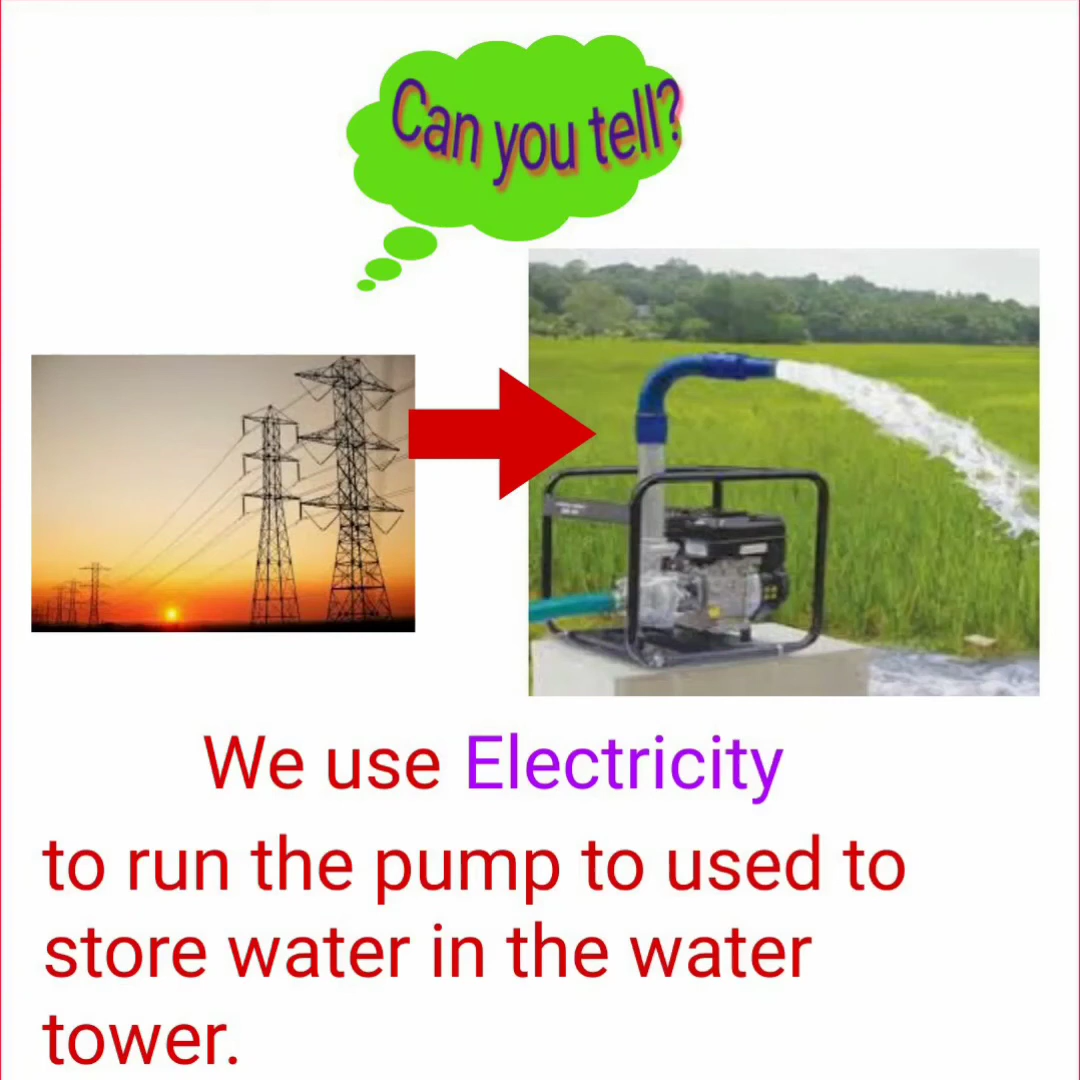 Can you tell?
We use Electricity
to run the pump to used to
store water in the water
tower.